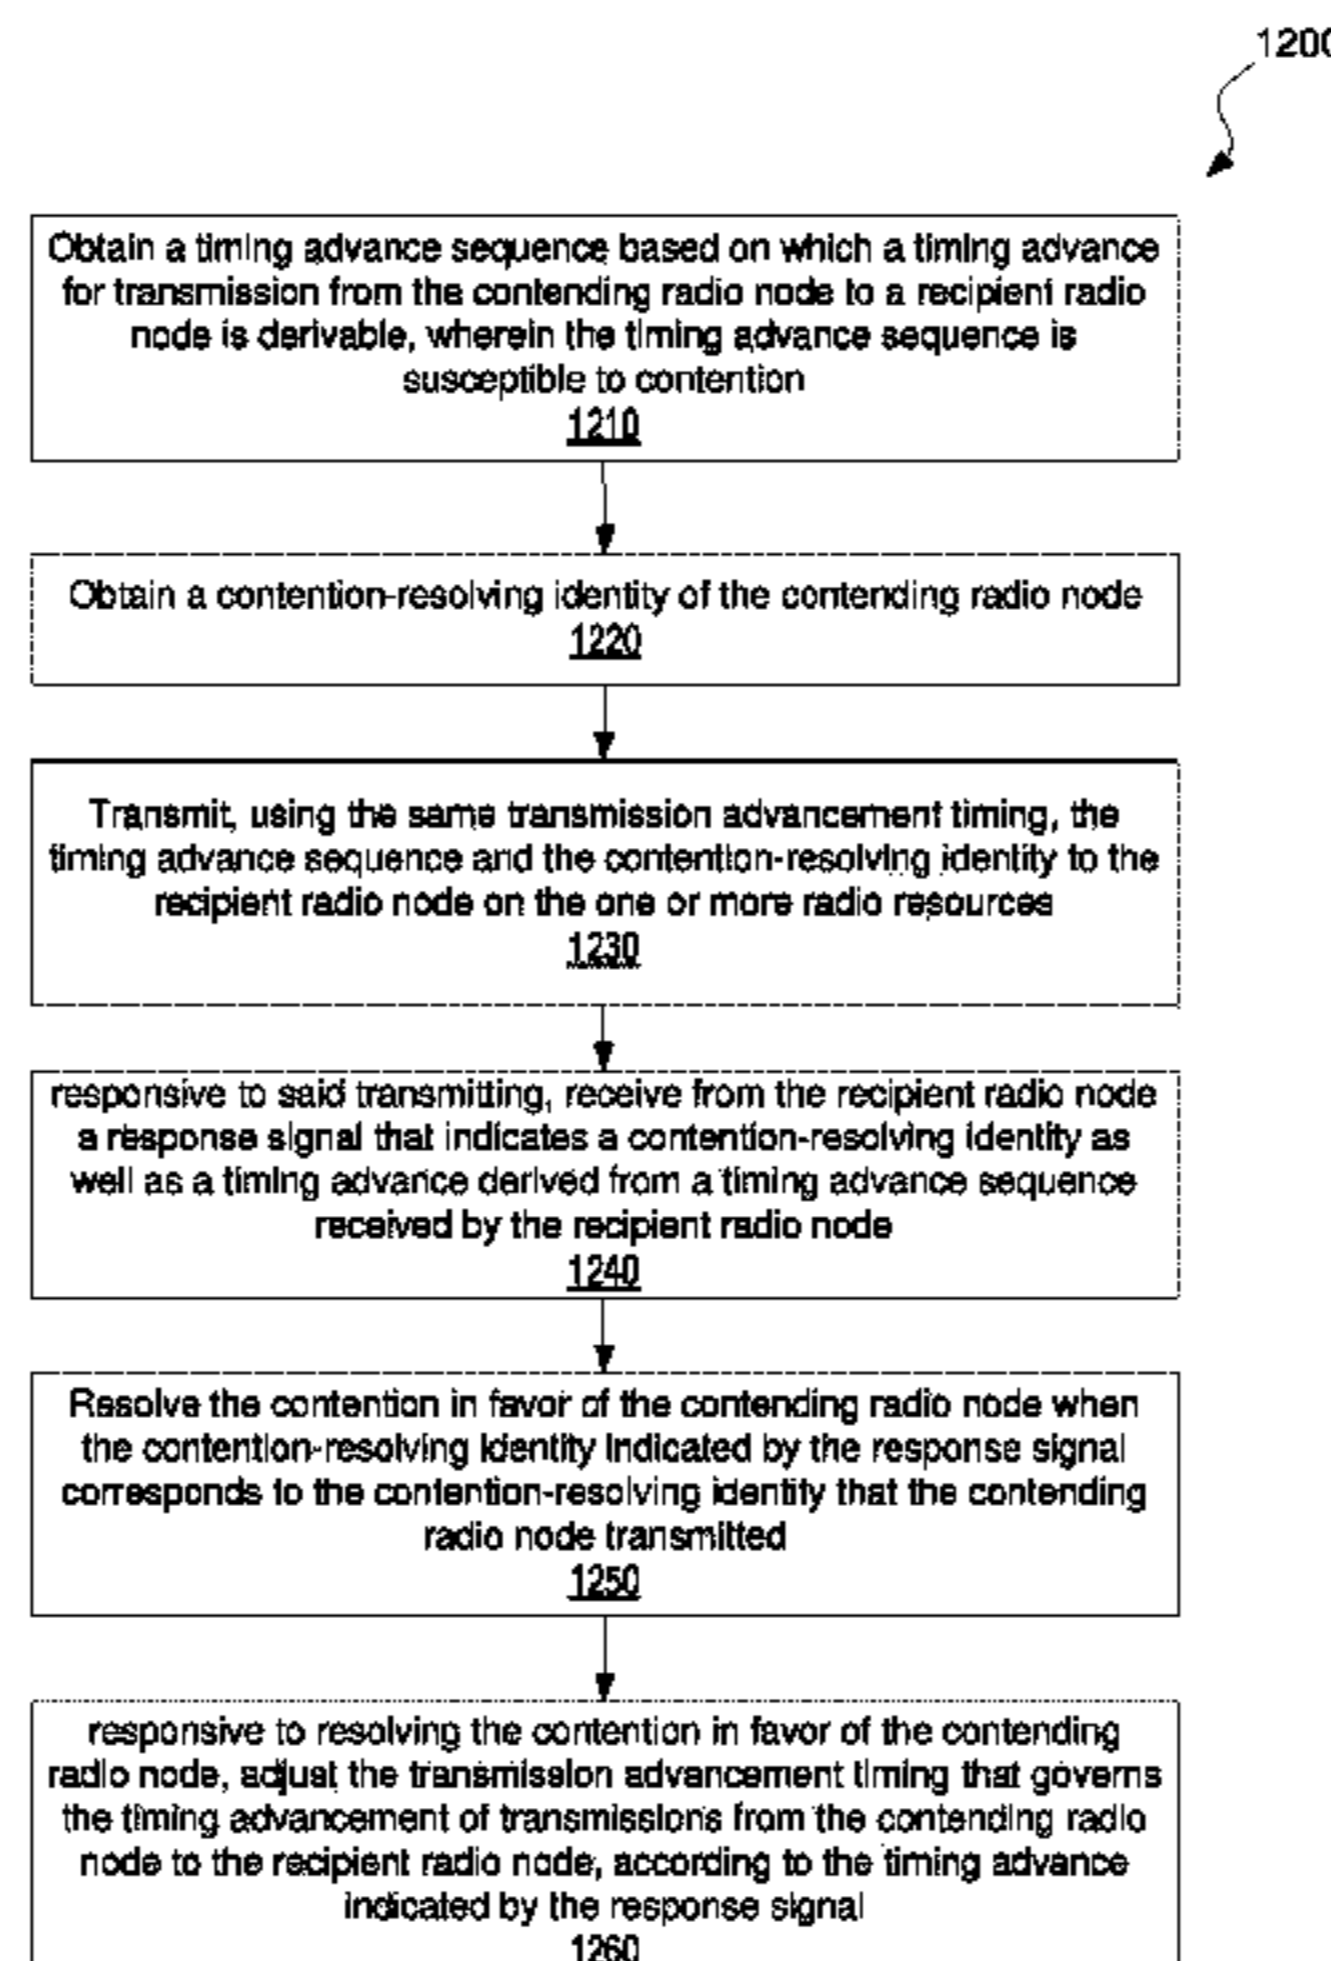 1200
Obtain a timing advance sequence based on which a timing advance
for transmission from the contending radio node to a recipient radio
node is derivable, wherein the timing advance sequence is
susceptible to contention
1210
Obtain a contention-resolving identity of the contending radio node
1220
Transmit, using the same transmission advancement timing, the
timing advance sequence and the contention-resolving identity to the
recipient radio node on the one or more radio resources
1230
responsive to said transmitting, receive from the recipient radio node
a response signal that indicates a contention-resolving identity as
well as a timing advance derived from a timing advance sequence
received by the recipient radio node
1240
Resolve the contention in favor of the contending radio node when
the contention-resolving identity indicated by the response signal
corresponds to the contention-resolving identity that the contending
radio node transmitted
1250
responsive to resolving the contention in favor of the contending
radio node, adjust the transmission advancement timing that governs
the timing advancement of transmissions from the contending radio
node to the recipient radio node, according to the timing advance
indicated by the response signal
1260